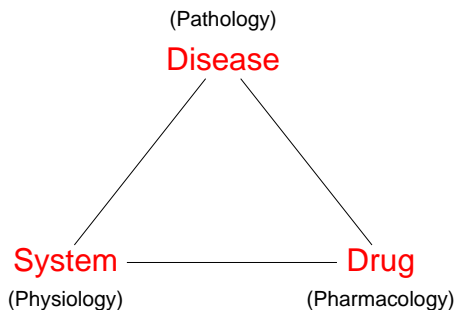 (Pathology)
Disease
System
Drug
(Physiology)
(Pharmacology)